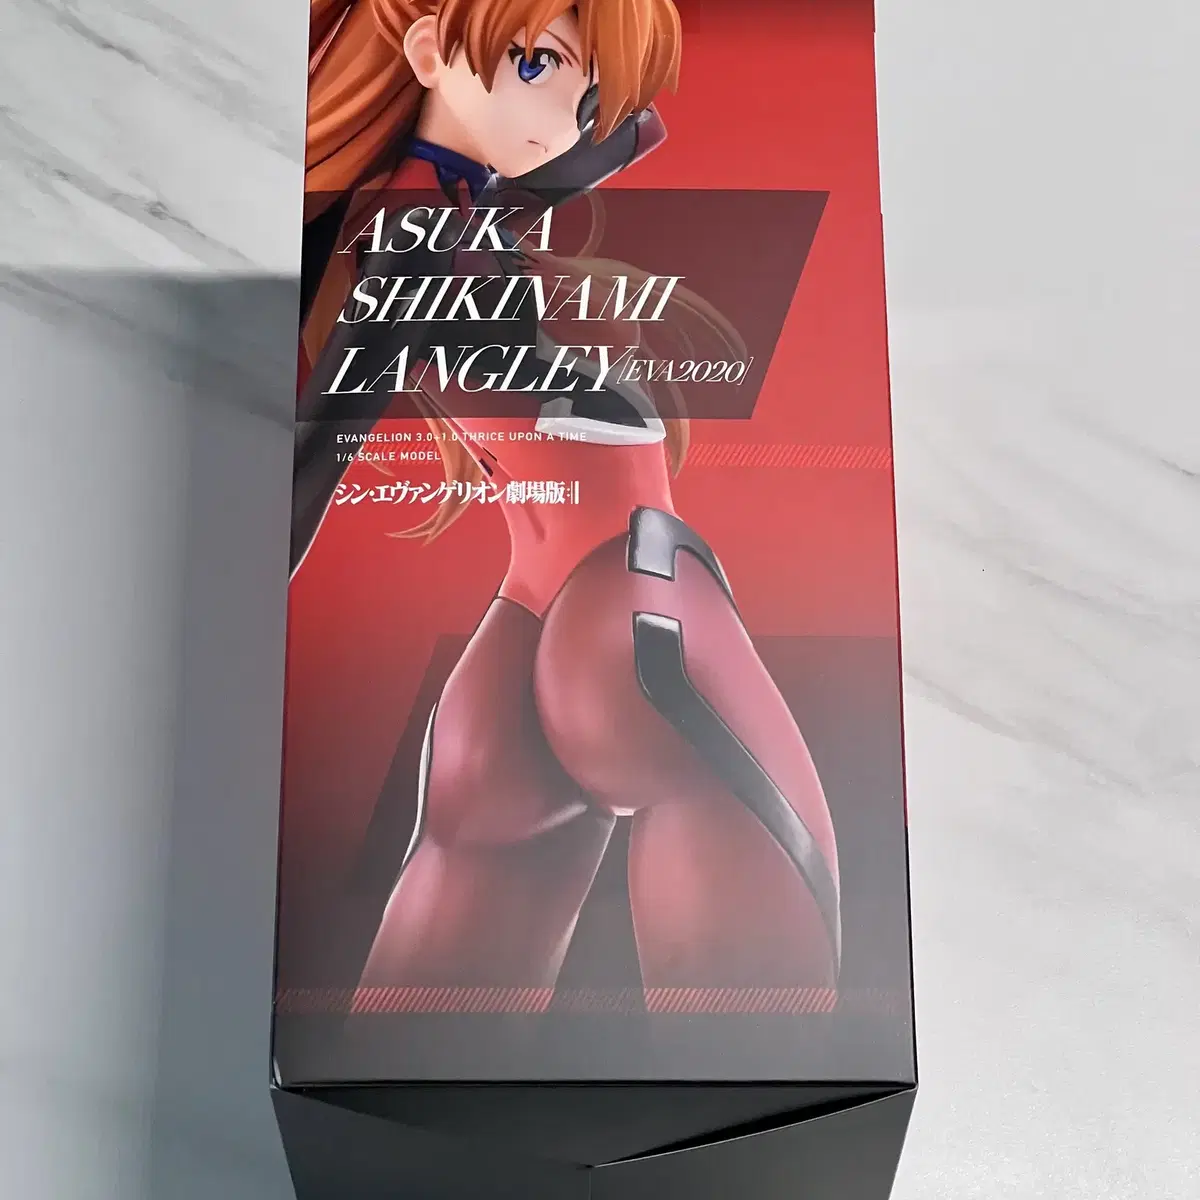 ASUKA
SHIKINAMI
LANGLEY[EVA2020]
EVANGELION 3.0+1.0 THRICE UPON A TIME
1/6 SCALE MODEL
シン・エヴァンゲリオン劇場版:||